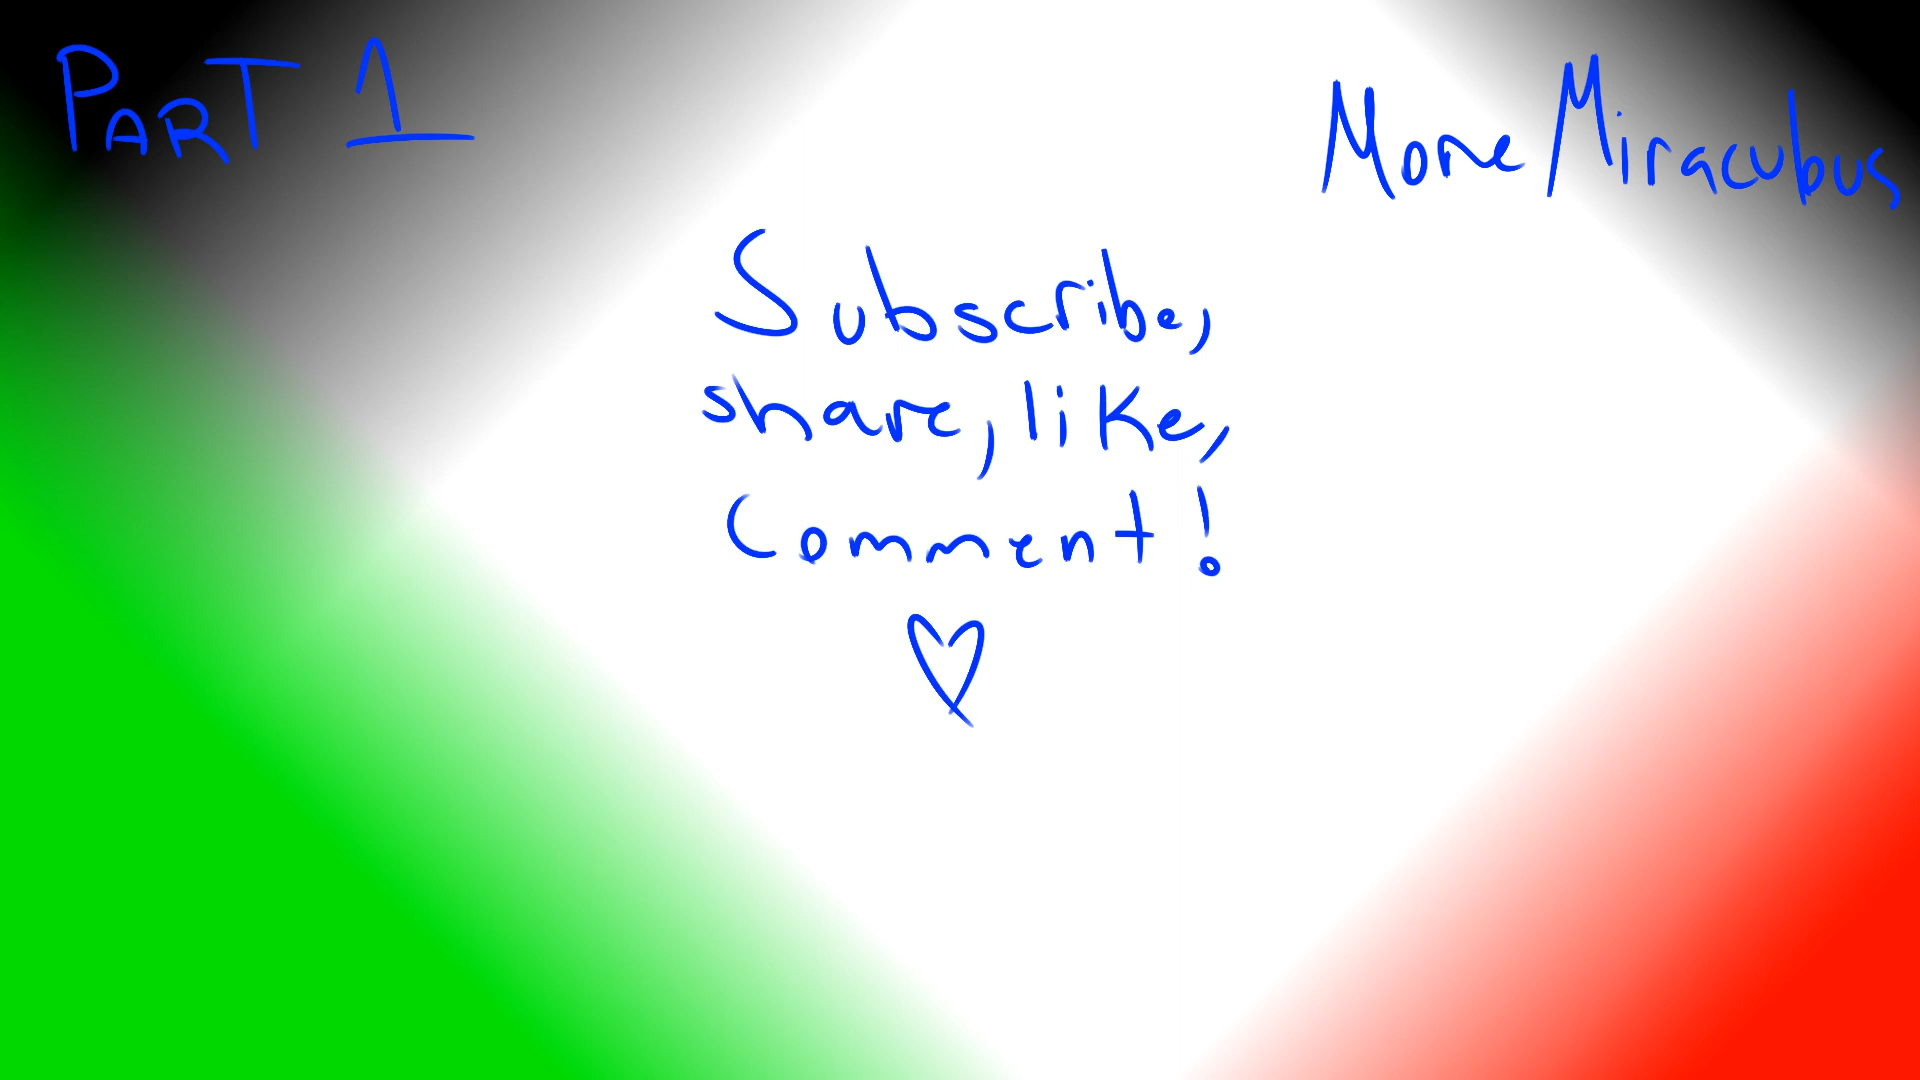 PART 1
More Miraculous
Subscribe,
share, like,
Comment!